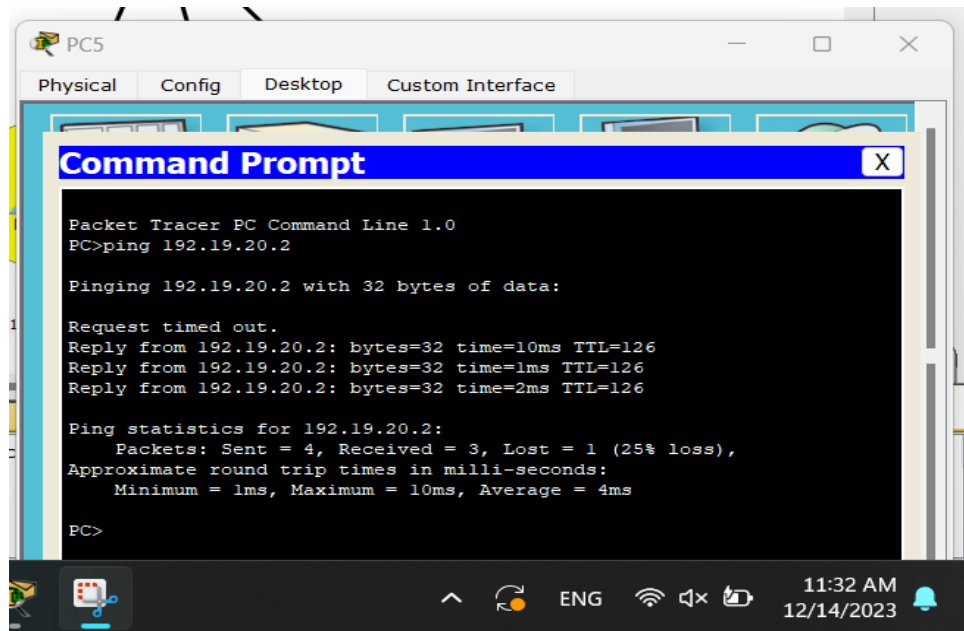 PC5
Physical Config Desktop Custom Interface
Command Prompt X
Packet Tracer PC Command Line 1.0
PC>ping 192.19.20.2
Pinging 192.19.20.2 with 32 bytes of data:
Request timed out.
Reply from 192.19.20.2: bytes=32 time=10ms TTL=126
Reply from 192.19.20.2: bytes=32 time=1ms TTL=126
Reply from 192.19.20.2: bytes=32 time=2ms TTL=126
Ping statistics for 192.19.20.2:
Packets: Sent = 4, Received = 3, Lost = 1 (25% loss),
Approximate round trip times in milli-seconds:
Minimum = 1ms, Maximum = 10ms, Average = 4ms
PC>
ENG
11:32 AM
12/14/2023